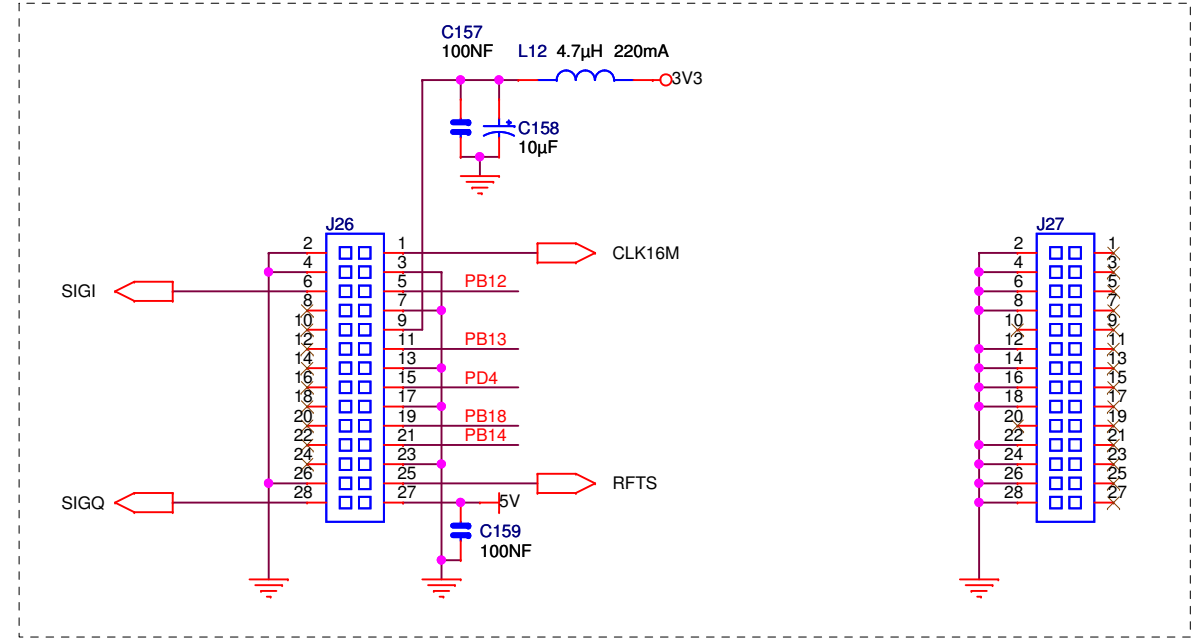 C157
100NF
L12 4.7µH 220mA
3V3
C158
10µF
J26
2 1
4 3
6 5 PB12
8 7
10 9
12 11 PB13
14 13
16 15 PD4
18 17
20 19 PB18
22 21 PB14
24 23
26 25
28 27
CLK16M
SIGI
RFTS
SIGQ
5V
C159
100NF
J27
2 1
4 3
6 5
8 7
10 9
12 11
14 13
16 15
18 17
20 19
22 21
24 23
26 25
28 27